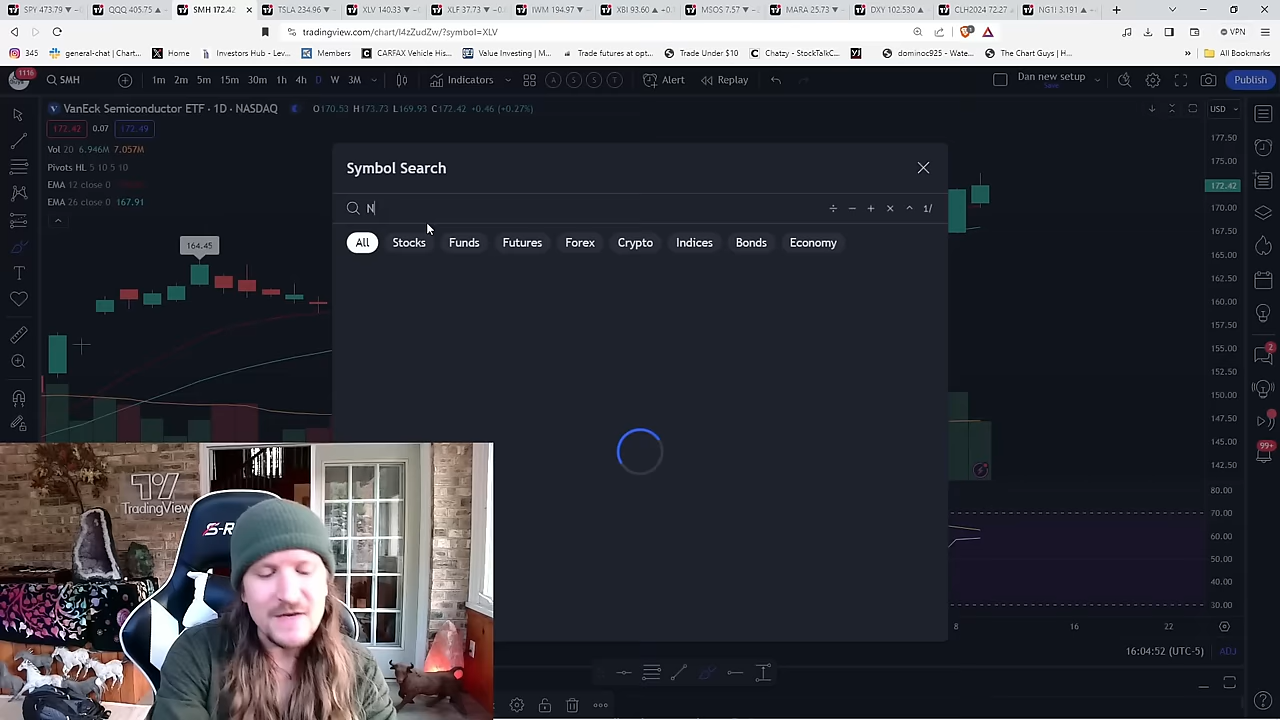 SPY 473.79
QQQ 405.75
SMH 172.42
TSLA 234.96
XLV 140.33
XLF 37.73
IWM 194.97
XBI 93.60
MSOS 7.57
MARA 25.73
DXY 102.530
CLH2024 72.27
NG1! 3.191
tradingview.com/chart/I4zZudZw/?symbol=XLV
VPN
345
general-chat | Chart...
Home
Members
CARFAX Vehicle His...
Investors Hub - Lev...
Value Investing | Mo...
Trade futures at opt...
Trade Under $10
Chatzy - StockTalkC...
dominoc925 - Wate...
The Chart Guys | H...
All Bookmarks
1116
SMH
1m 2m 5m 15m 30m 1h 4h D W 3M
Indicators
Alert
Replay
Dan new setup
Save
Publish
VanEck Semiconductor ETF · 1D · NASDAQ
O170.53 H173.73 L169.93 C172.42 +0.46 (+0.27%)
USD
172.42 0.07 172.49
Vol 20 6.946M 7.057M
Pivots HL 5 10 5 10
EMA 12 close 0
EMA 26 close 0 167.91
Symbol Search
N
1/
All Stocks Funds Futures Forex Crypto Indices Bonds Economy
164.45
177.50
175.00
172.42
170.00
167.50
165.00
162.50
160.00
157.50
155.00
152.50
150.00
147.50
145.00
142.50
80.00
70.00
60.00
50.00
40.00
30.00
2
99+
8 16 22
16:04:52 (UTC-5)
ADJ
TradingView
S-R